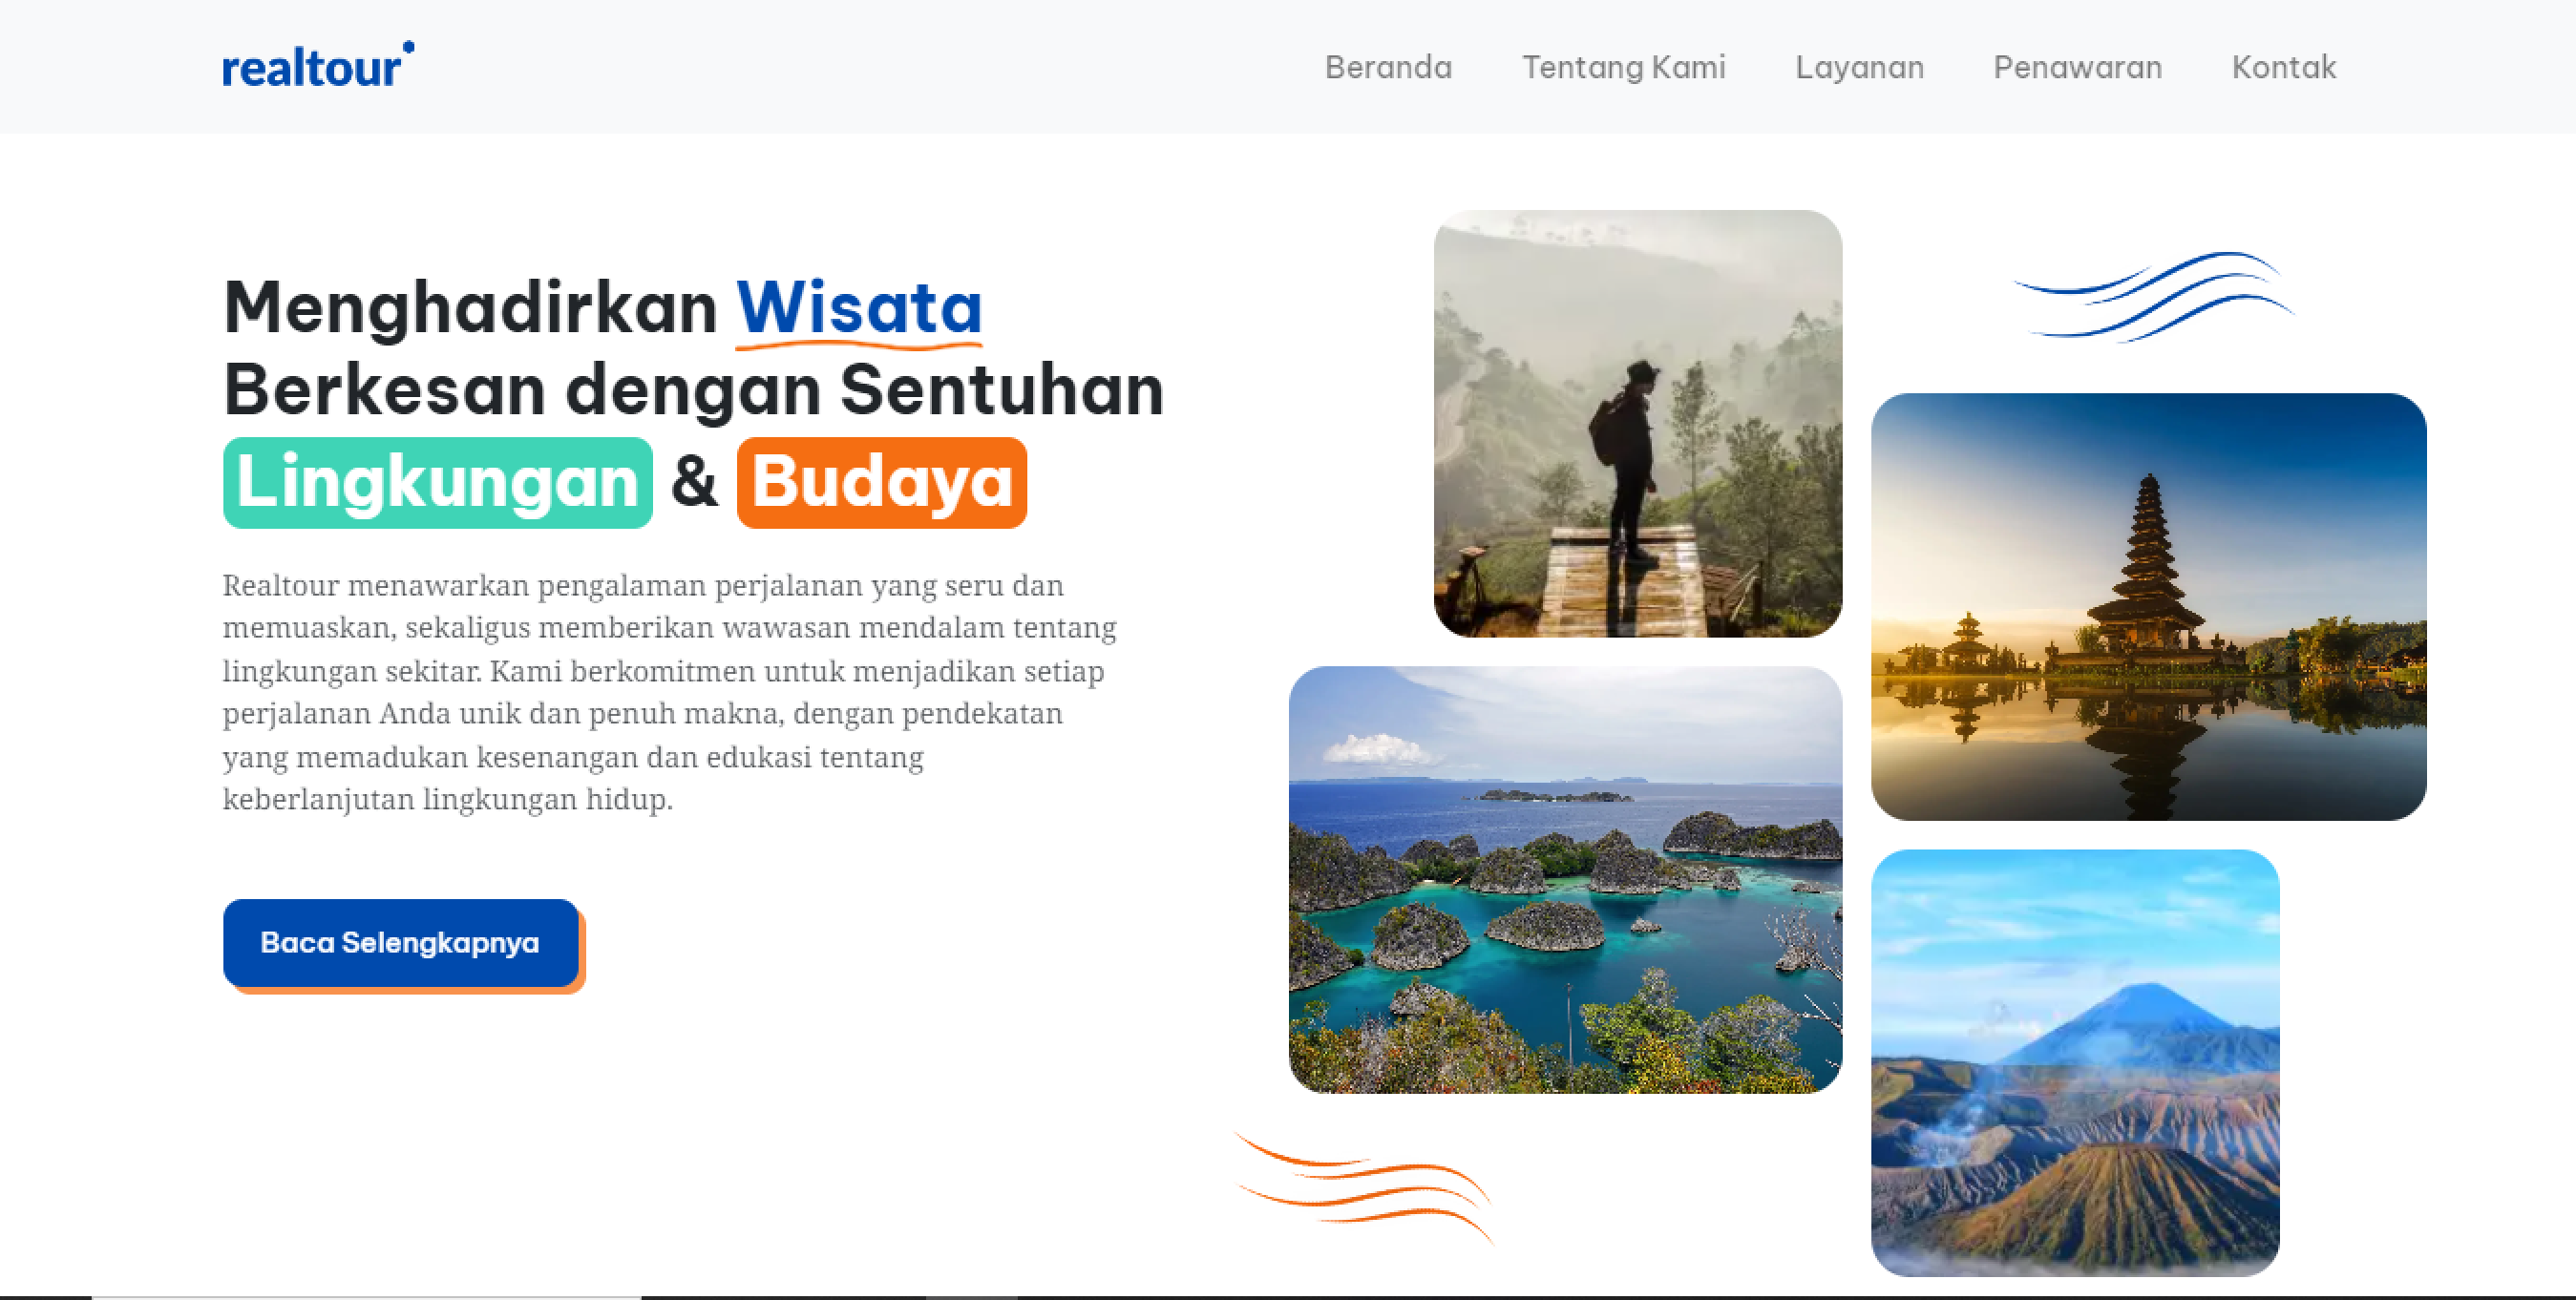 realtour
Beranda Tentang Kami Layanan Penawaran Kontak
Menghadirkan Wisata
Berkesan dengan Sentuhan
Lingkungan & Budaya
Realtour menawarkan pengalaman perjalanan yang seru dan
memuaskan, sekaligus memberikan wawasan mendalam tentang
lingkungan sekitar. Kami berkomitmen untuk menjadikan setiap
perjalanan Anda unik dan penuh makna, dengan pendekatan
yang memadukan kesenangan dan edukasi tentang
keberlanjutan lingkungan hidup.
Baca Selengkapnya